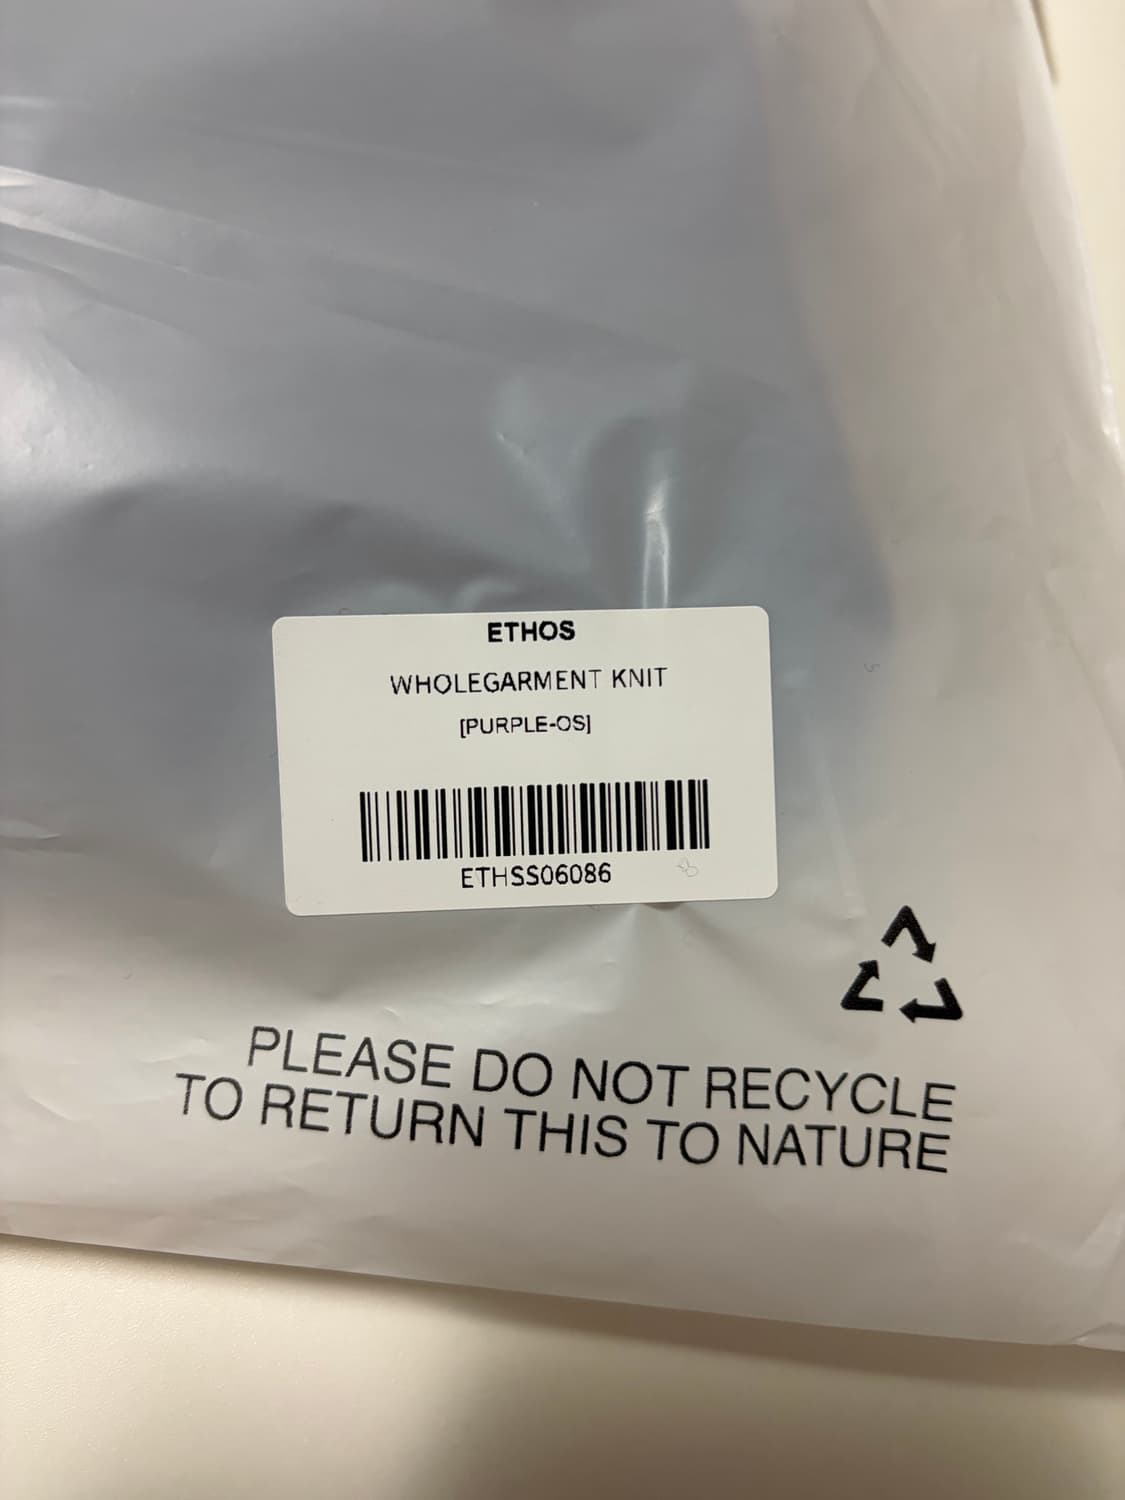 ETHOS
WHOLEGARMENT KNIT
[PURPLE-OS]
ETHSS06086
PLEASE DO NOT RECYCLE
TO RETURN THIS TO NATURE